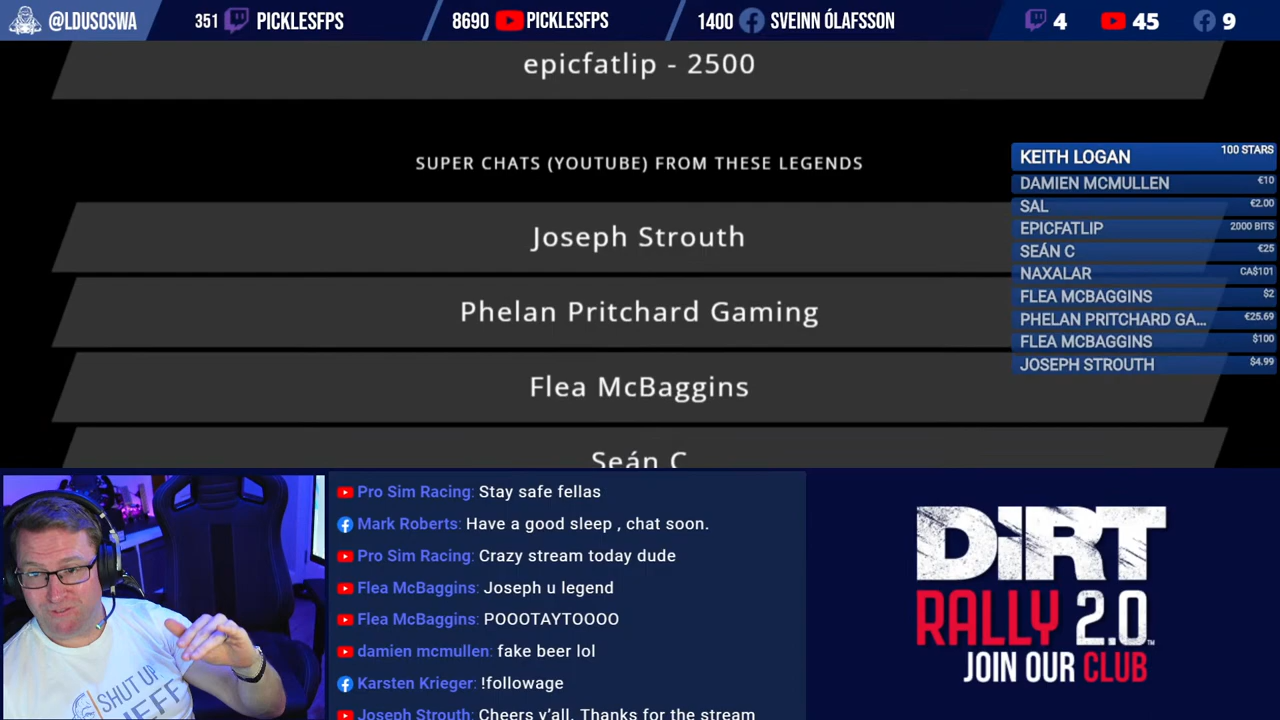 @LDUSOSWA
351 PICKLESFPS
8690 PICKLESFPS
1400 SVEINN ÓLAFSSON
4
45
9
epicfatlip - 2500
SUPER CHATS (YOUTUBE) FROM THESE LEGENDS
Joseph Strouth
Phelan Pritchard Gaming
Flea McBaggins
Seán C
KEITH LOGAN 100 STARS
DAMIEN MCMULLEN €10
SAL €2.00
EPICFATLIP 2000 BITS
SEÁN C €25
NAXALAR CA$101
FLEA MCBAGGINS $2
PHELAN PRITCHARD GA... €25.69
FLEA MCBAGGINS $100
JOSEPH STROUTH $4.99
Pro Sim Racing: Stay safe fellas
Mark Roberts: Have a good sleep , chat soon.
Pro Sim Racing: Crazy stream today dude
Flea McBaggins: Joseph u legend
Flea McBaggins: POOOTAYTOOOO
damien mcmullen: fake beer lol
Karsten Krieger: !followage
Joseph Strouth: Cheers y'all. Thanks for the stream
SHUT UP
JEFF
DiRT
RALLY 2.0™
JOIN OUR CLUB